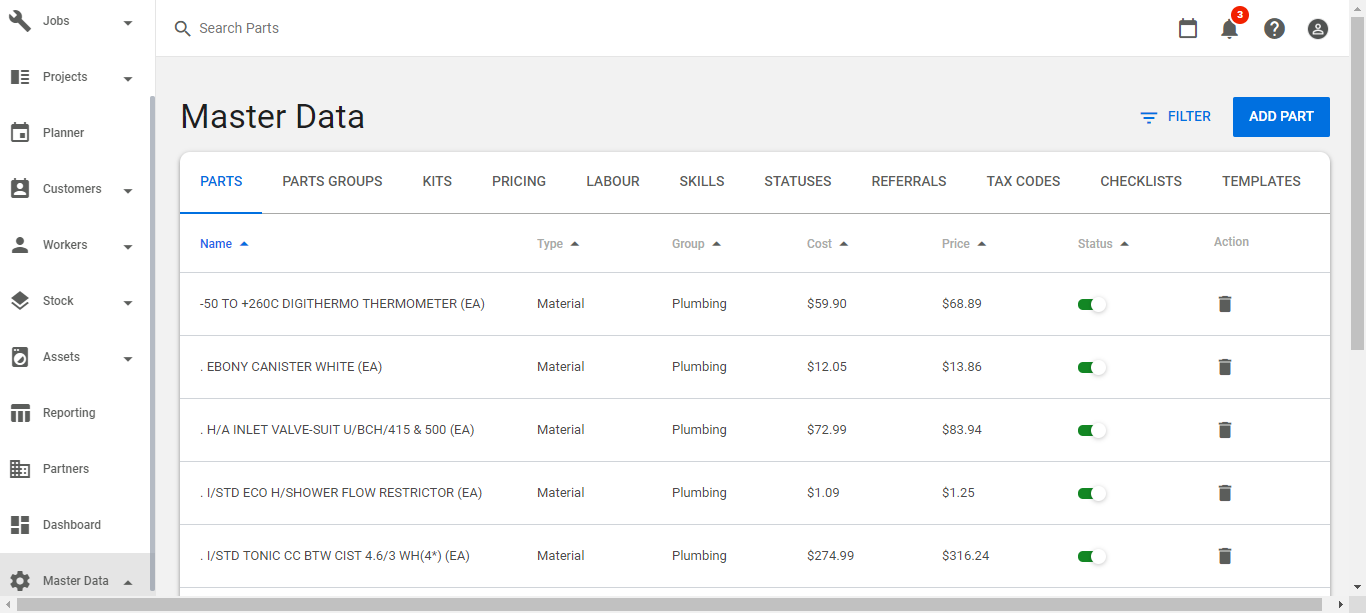 Jobs
Search Parts
3
Projects
Master Data
FILTER
ADD PART
Planner
PARTS PARTS GROUPS KITS PRICING LABOUR SKILLS STATUSES REFERRALS TAX CODES CHECKLISTS TEMPLATES
Customers
Workers
Name Type Group Cost Price Status Action
Stock
-50 TO +260C DIGITHERMO THERMOMETER (EA) Material Plumbing $59.90 $68.89
Assets
. EBONY CANISTER WHITE (EA) Material Plumbing $12.05 $13.86
Reporting
. H/A INLET VALVE-SUIT U/BCH/415 & 500 (EA) Material Plumbing $72.99 $83.94
Partners
. I/STD ECO H/SHOWER FLOW RESTRICTOR (EA) Material Plumbing $1.09 $1.25
Dashboard
. I/STD TONIC CC BTW CIST 4.6/3 WH(4*) (EA) Material Plumbing $274.99 $316.24
Master Data